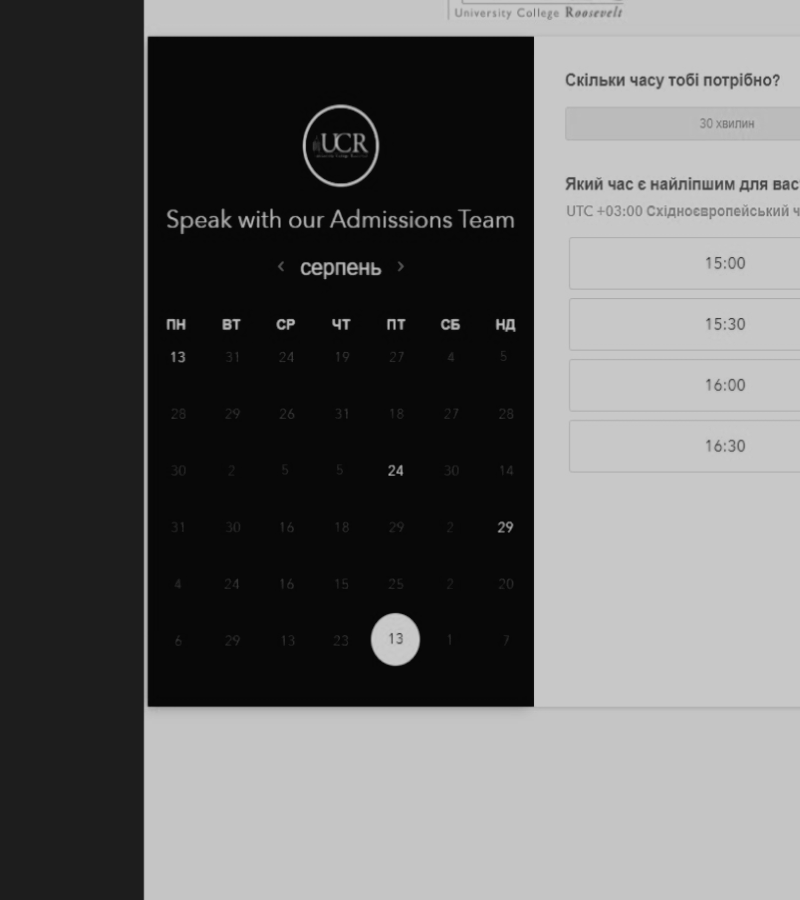 University College Roosevelt
UCR
Speak with our Admissions Team
‹ серпень ›
ПН ВТ СР ЧТ ПТ СБ НД
13 31 24 19 27 4 5
28 29 26 31 18 27 28
30 2 5 5 24 30 14
31 30 16 18 29 2 29
4 24 16 15 25 2 20
6 29 13 23 13 1 7
Скільки часу тобі потрібно?
30 хвилин
Який час є найліпшим для вас
UTC +03:00 Східноєвропейський ч
15:00
15:30
16:00
16:30